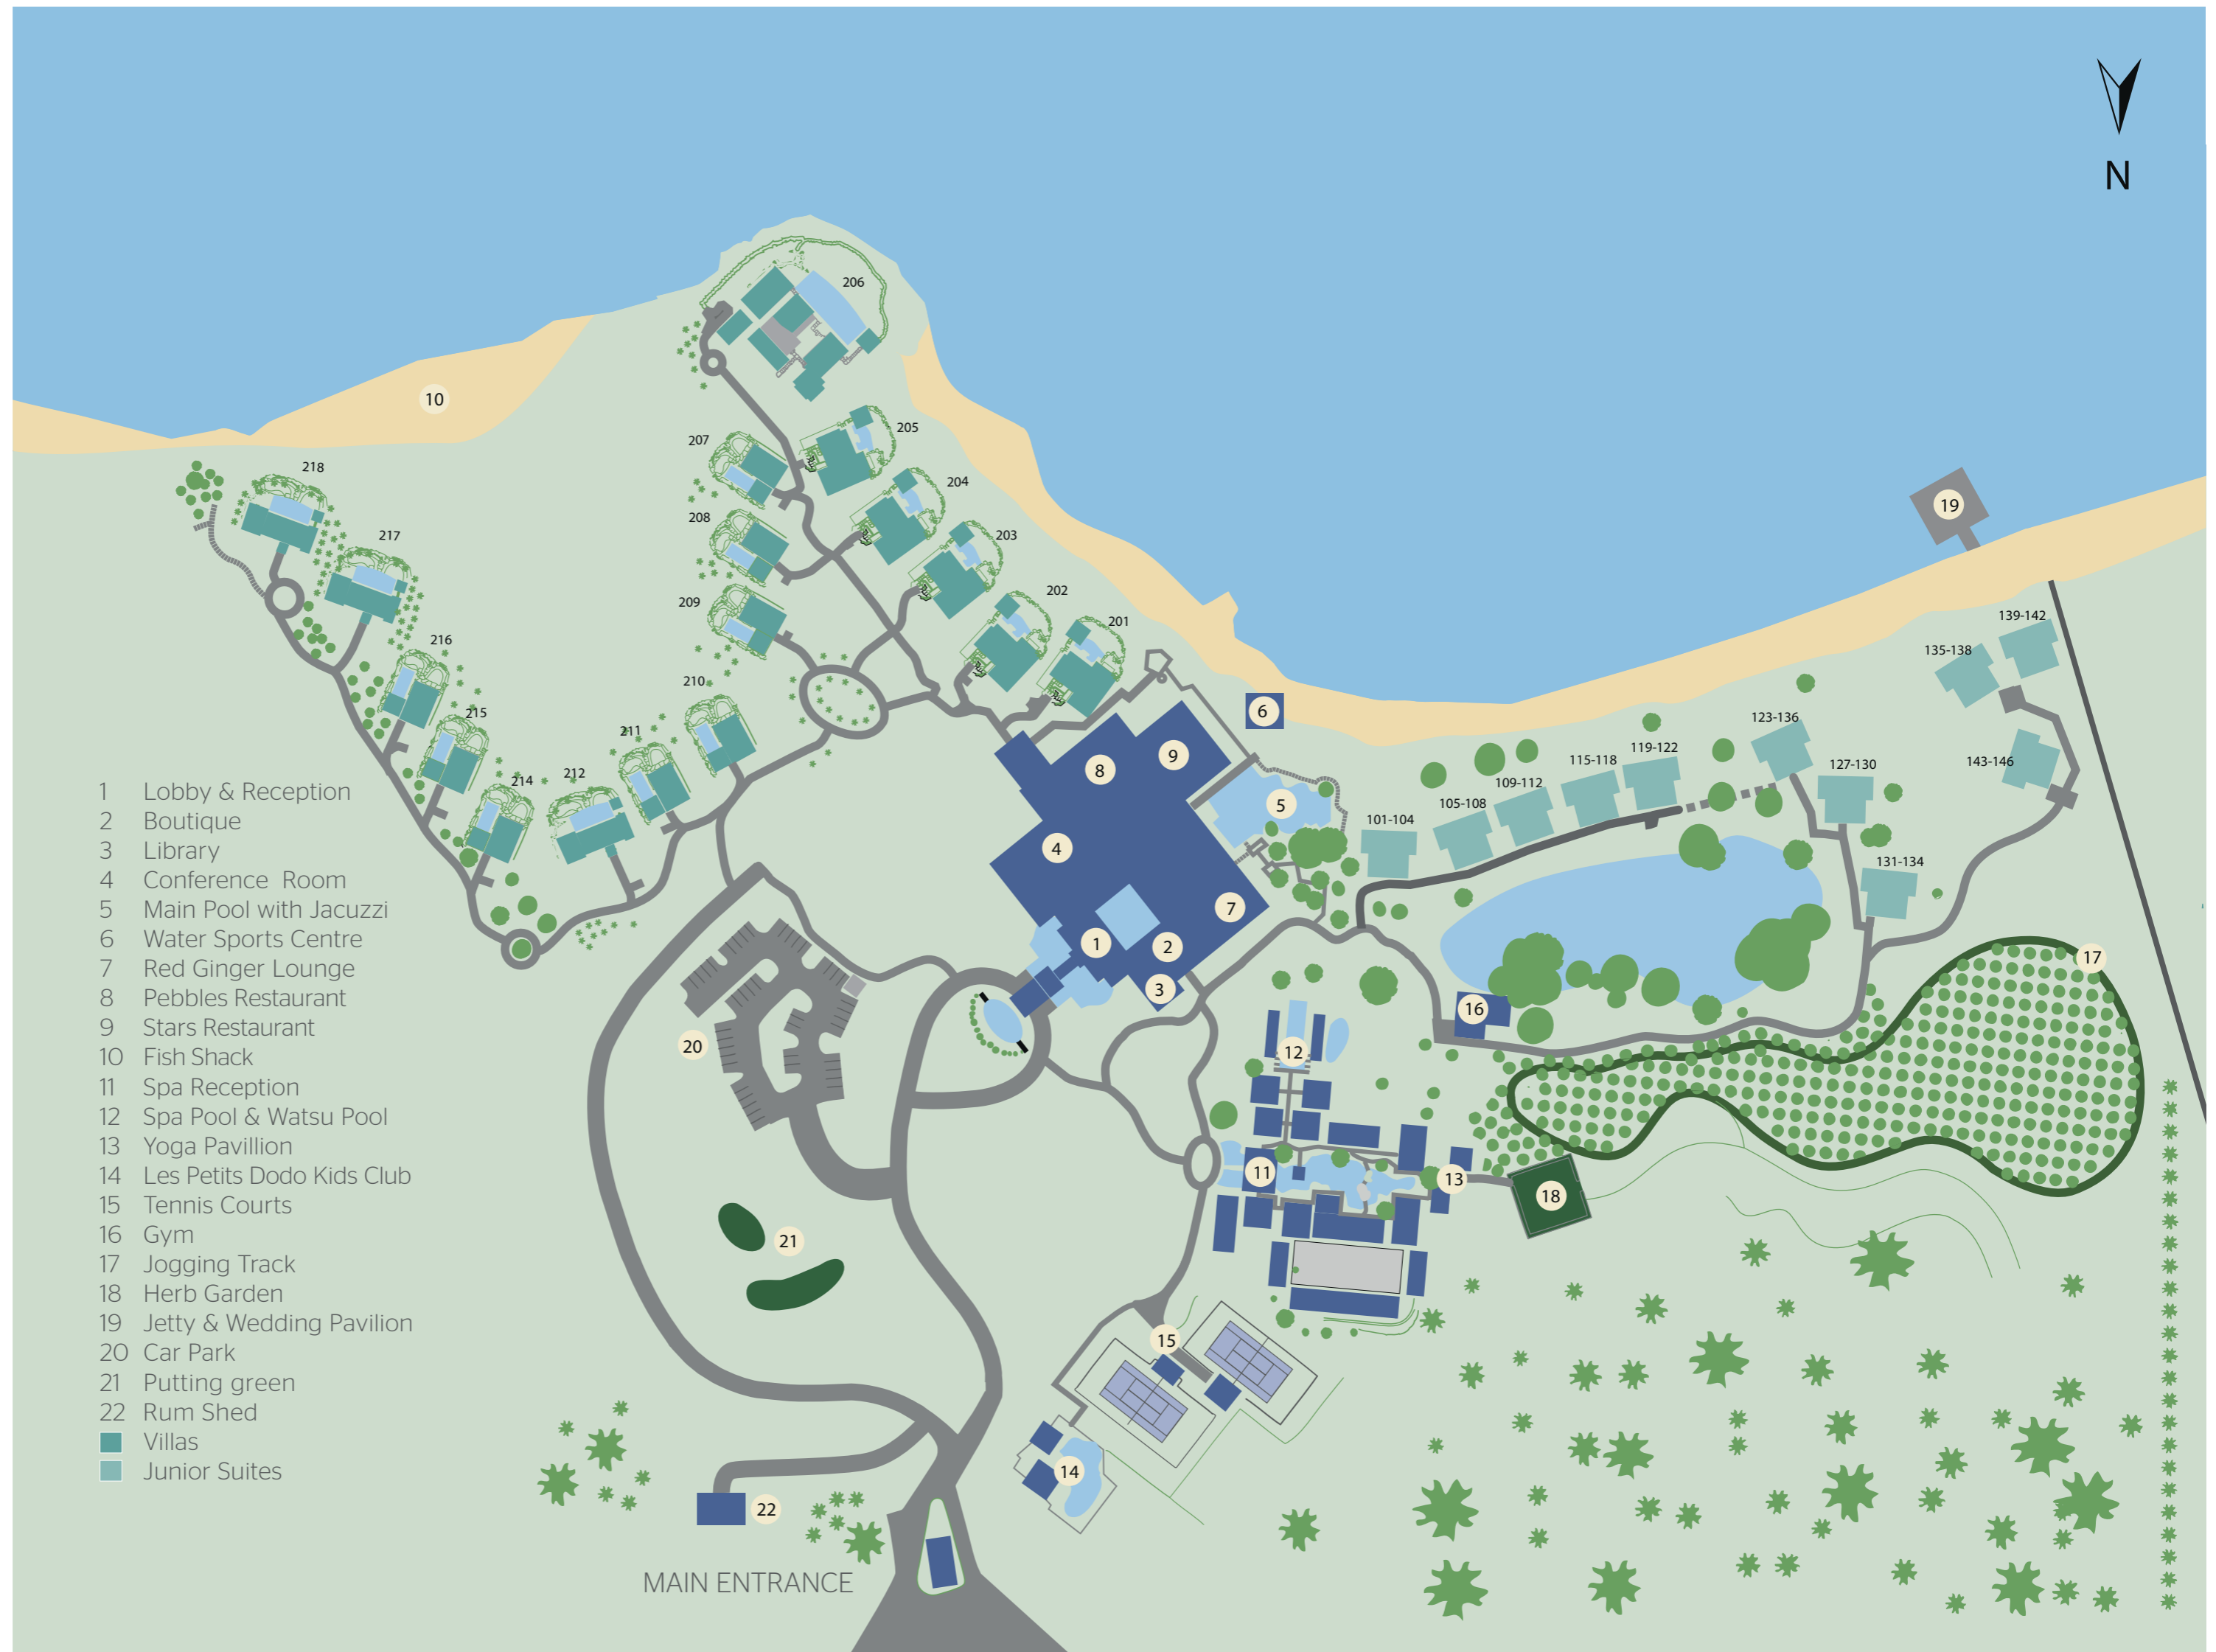 N
206
10
205
207
218
204
19
208
217
203
202
209
139-142
201
216
135-138
210
6
215
123-136
211
119-122
9
115-118
127-130
143-146
8
212
214
109-112
5
105-108
101-104
4
131-134
7
1
2
17
3
16
20
12
11
13
18
21
15
14
22
1 Lobby & Reception
2 Boutique
3 Library
4 Conference Room
5 Main Pool with Jacuzzi
6 Water Sports Centre
7 Red Ginger Lounge
8 Pebbles Restaurant
9 Stars Restaurant
10 Fish Shack
11 Spa Reception
12 Spa Pool & Watsu Pool
13 Yoga Pavillion
14 Les Petits Dodo Kids Club
15 Tennis Courts
16 Gym
17 Jogging Track
18 Herb Garden
19 Jetty & Wedding Pavilion
20 Car Park
21 Putting green
22 Rum Shed
Villas
Junior Suites
MAIN ENTRANCE